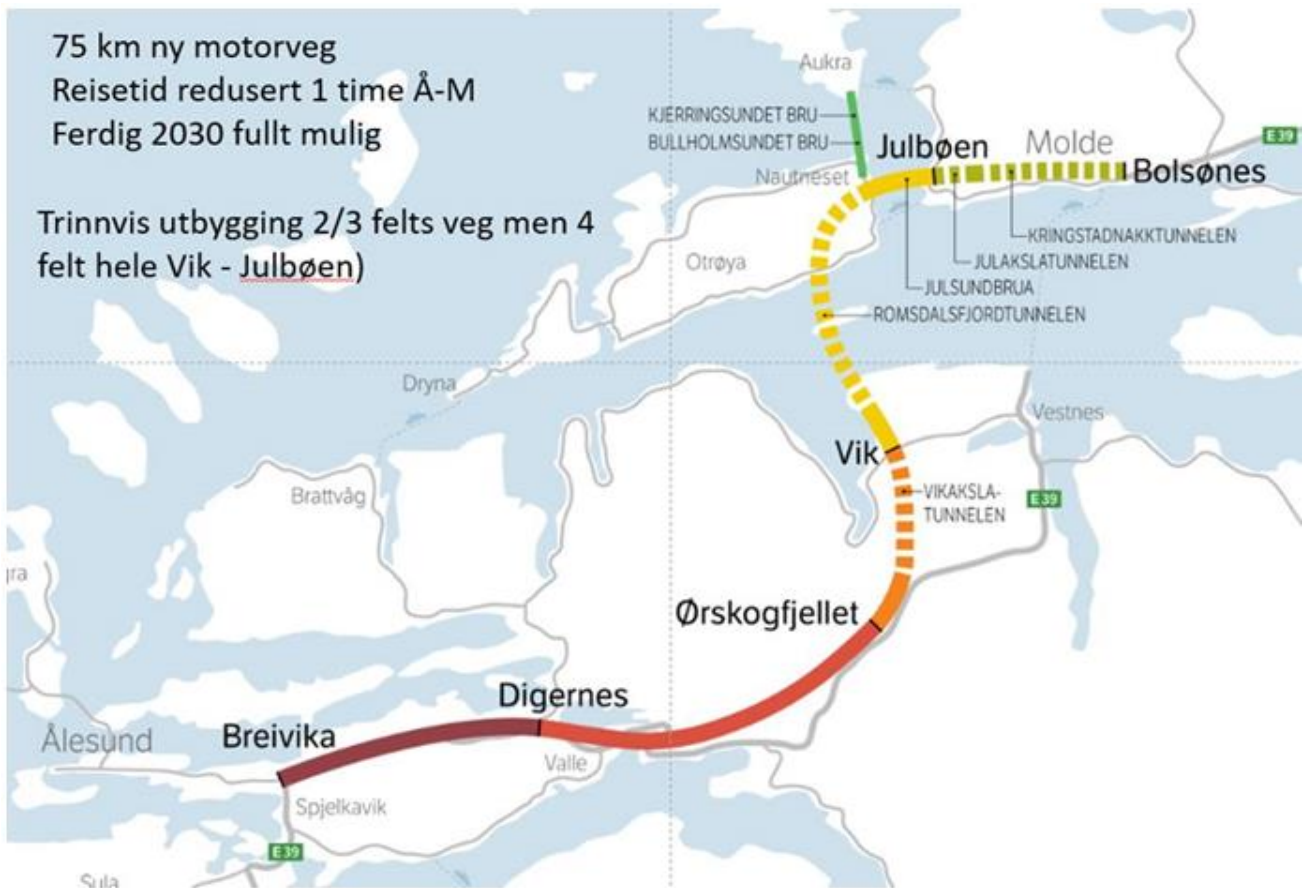 75 km ny motorveg
Reisetid redusert 1 time Å-M
Ferdig 2030 fullt mulig
Trinnvis utbygging 2/3 felts veg men 4
felt hele Vik - Julbøen)
Aukra
KJERRINGSUNDET BRU
BULLHOLMSUNDET BRU
Nautneset
Julbøen
Molde
E39
Bolsønes
KRINGSTADNAKKTUNNELEN
JULAKSLATUNNELEN
JULSUNDBRUA
ROMSDALSFJORDTUNNELEN
Otrøya
Dryna
Vestnes
Vik
Brattvåg
VIKAKSLA-
TUNNELEN
E39
gra
Ørskogfjellet
Digernes
Ålesund
Breivika
Valle
Spjelkavik
E39
Sula